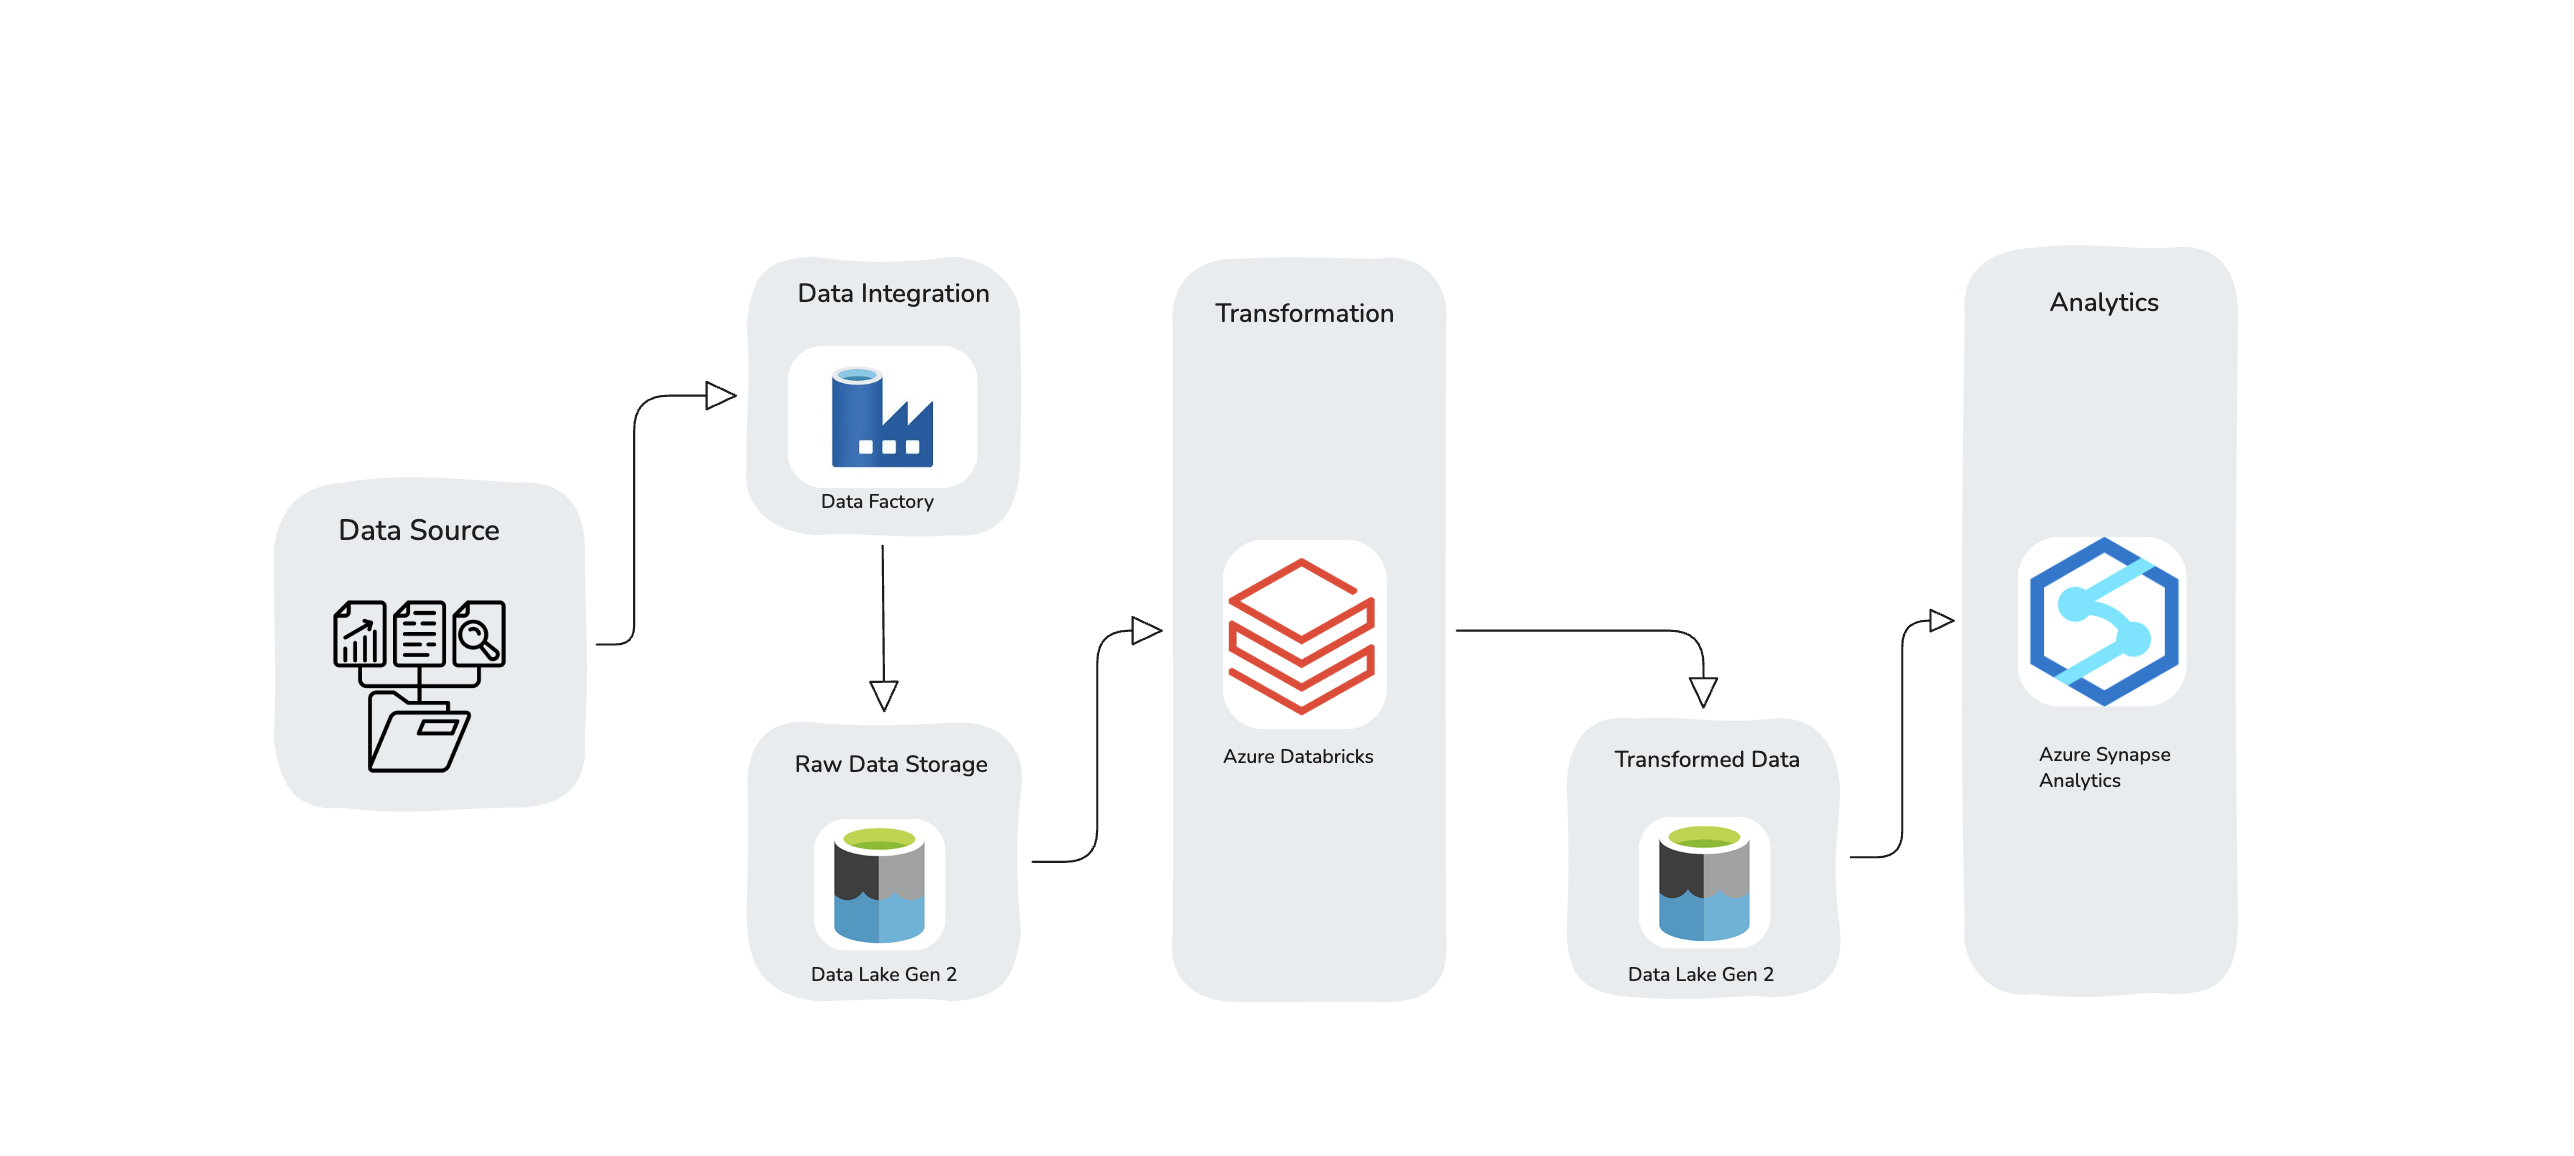 Data Source
Data Integration
Data Factory
Raw Data Storage
Data Lake Gen 2
Transformation
Azure Databricks
Transformed Data
Data Lake Gen 2
Analytics
Azure Synapse
Analytics